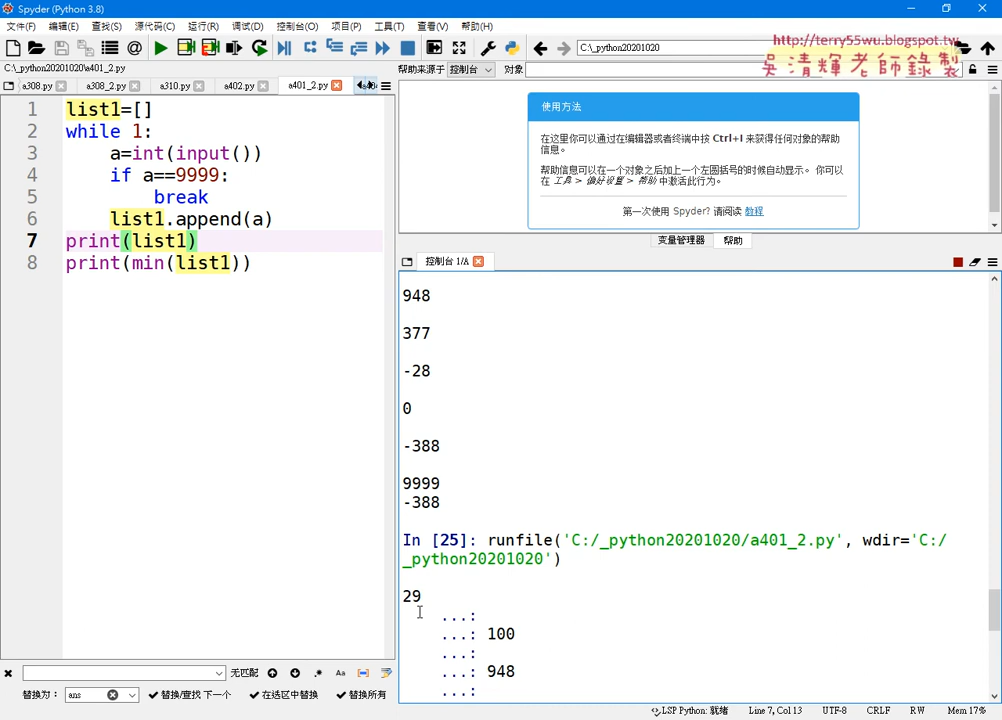 Spyder (Python 3.8)
文件(F) 编辑(E) 查找(S) 源代码(C) 运行(R) 调试(D) 控制台(O) 项目(P) 工具(T) 查看(V) 帮助(H)
C:\_python20201020
http://terry55wu.blogspot.tw
吳清輝老師錄製
C:\_python20201020\a401_2.py
帮助来源于 控制台 对象
a308.py a308_2.py a310.py a402.py a401_2.py
1 list1=[]
2 while 1:
3 a=int(input())
4 if a==9999:
5 break
6 list1.append(a)
7 print(list1)
8 print(min(list1))
使用方法
在这里你可以通过在编辑器或者终端中按 Ctrl+I 来获得任何对象的帮助
信息。
帮助信息可以在一个对象之后加上一个左圆括号的时候自动显示。 你可以
在 工具 > 偏好设置 > 帮助 中激活此行为。
第一次使用 Spyder? 请阅读 教程
变量管理器 帮助
控制台 1/A
948
377
-28
0
-388
9999
-388
In [25]: runfile('C:/_python20201020/a401_2.py', wdir='C:/
_python20201020')
29
...:
...: 100
...:
...: 948
...:
无匹配 Aa
替换为: ans 替换/查找 下一个 在选区中替换 替换所有
LSP Python: 就绪 Line 7, Col 13 UTF-8 CRLF RW Mem 17%